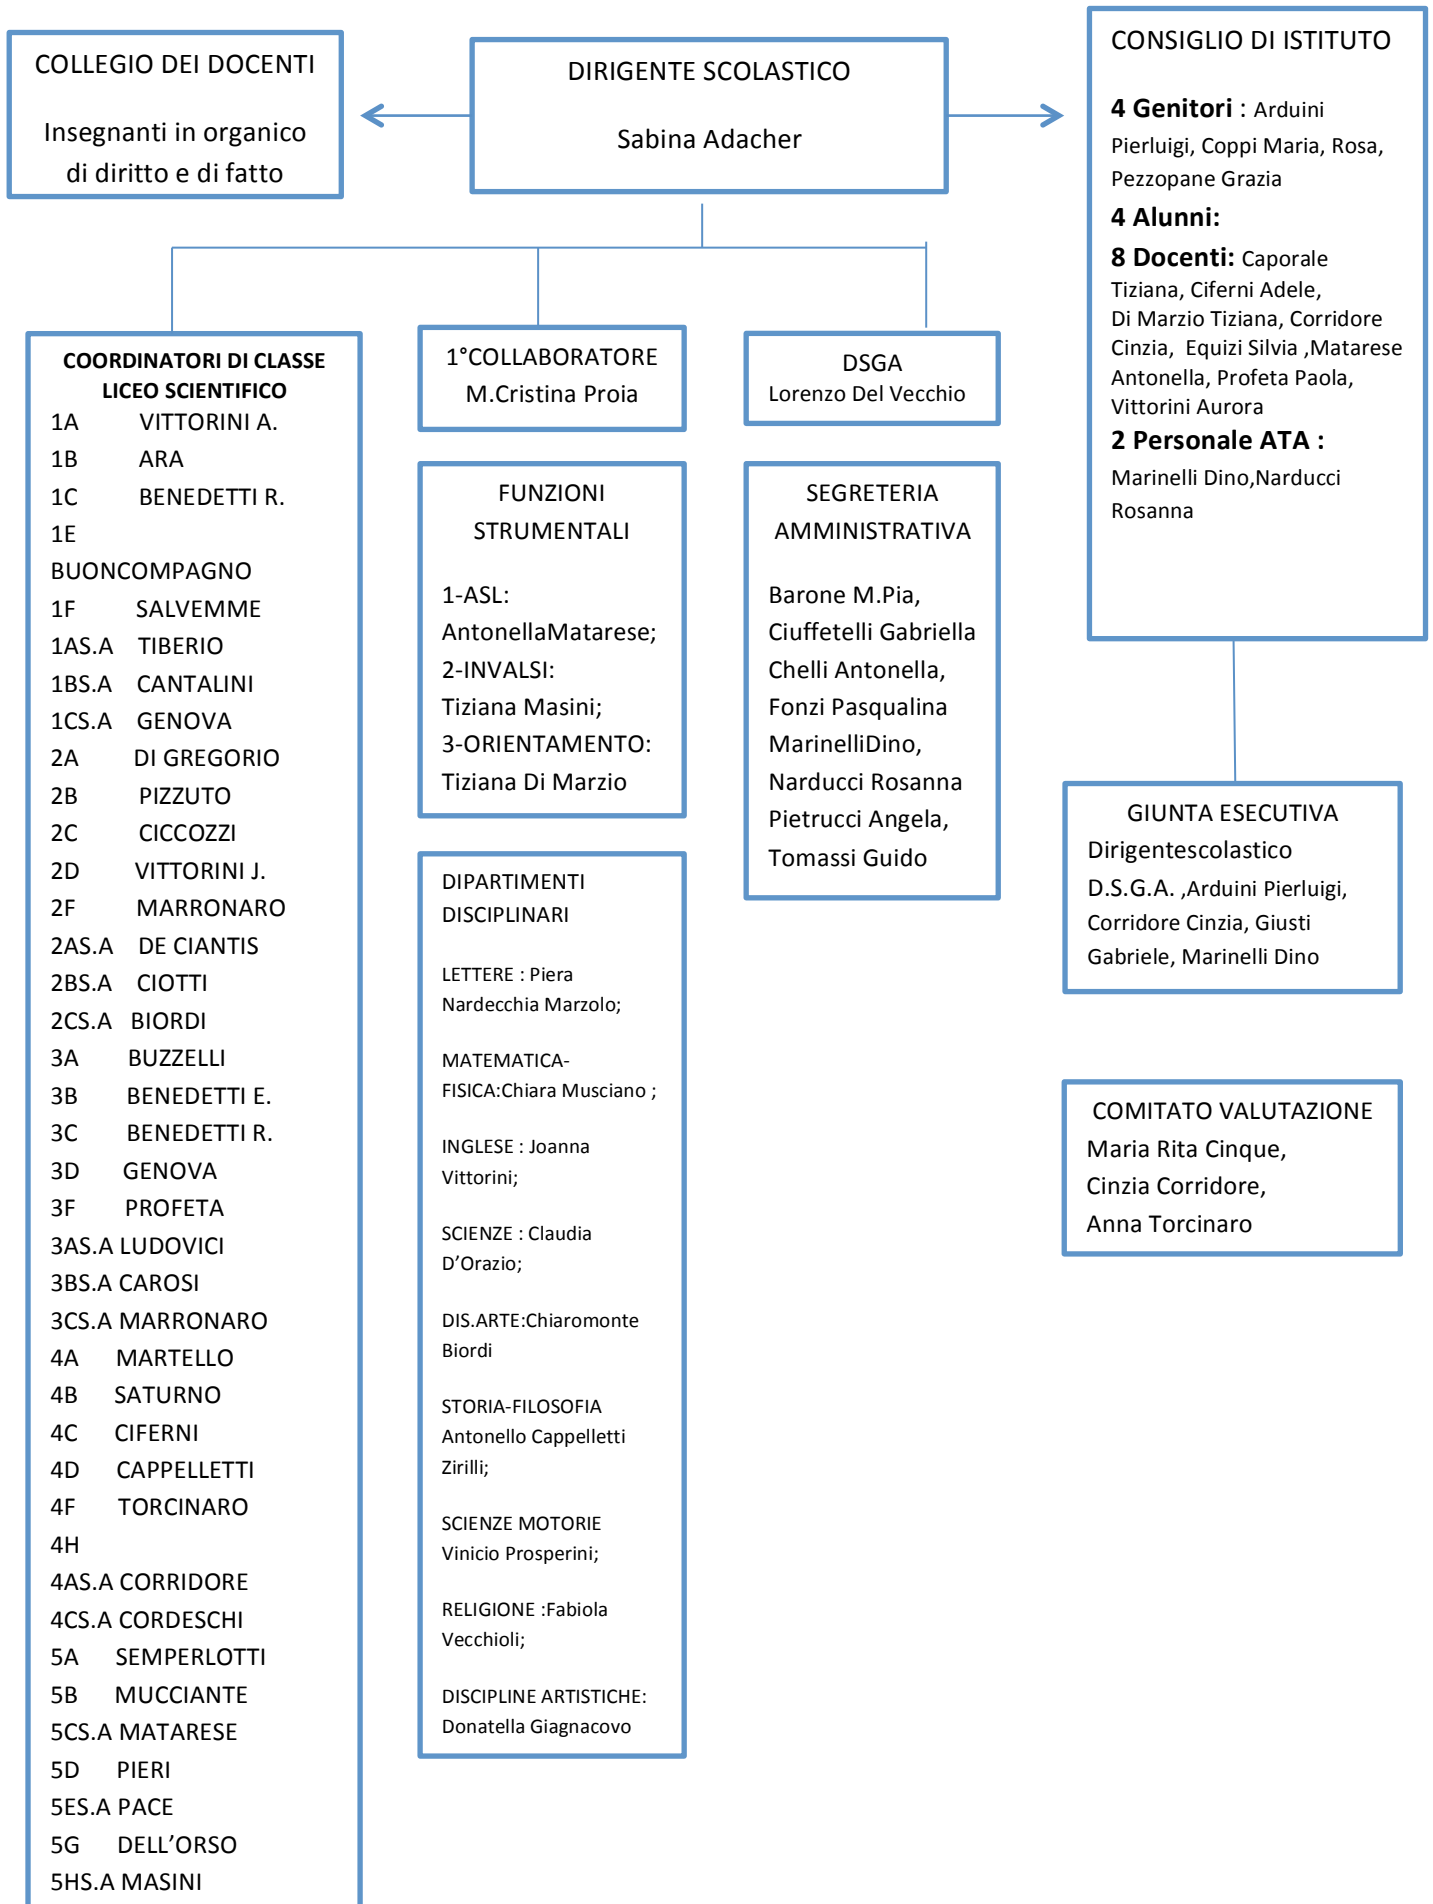 COLLEGIO DEI DOCENTI
Insegnanti in organico
di diritto e di fatto
DIRIGENTE SCOLASTICO
Sabina Adacher
CONSIGLIO DI ISTITUTO
4 Genitori : Arduini
Pierluigi, Coppi Maria, Rosa,
Pezzopane Grazia
4 Alunni:
8 Docenti: Caporale
Tiziana, Ciferni Adele,
Di Marzio Tiziana, Corridore
Cinzia, Equizi Silvia ,Matarese
Antonella, Profeta Paola,
Vittorini Aurora
2 Personale ATA :
Marinelli Dino,Narducci
Rosanna
COORDINATORI DI CLASSE
LICEO SCIENTIFICO
1A VITTORINI A.
1B ARA
1C BENEDETTI R.
1E
BUONCOMPAGNO
1F SALVEMME
1AS.A TIBERIO
1BS.A CANTALINI
1CS.A GENOVA
2A DI GREGORIO
2B PIZZUTO
2C CICCOZZI
2D VITTORINI J.
2F MARRONARO
2AS.A DE CIANTIS
2BS.A CIOTTI
2CS.A BIORDI
3A BUZZELLI
3B BENEDETTI E.
3C BENEDETTI R.
3D GENOVA
3F PROFETA
3AS.A LUDOVICI
3BS.A CAROSI
3CS.A MARRONARO
4A MARTELLO
4B SATURNO
4C CIFERNI
4D CAPPELLETTI
4F TORCINARO
4H
4AS.A CORRIDORE
4CS.A CORDESCHI
5A SEMPERLOTTI
5B MUCCIANTE
5CS.A MATARESE
5D PIERI
5ES.A PACE
5G DELL’ORSO
5HS.A MASINI
1°COLLABORATORE
M.Cristina Proia
FUNZIONI
STRUMENTALI
1-ASL:
AntonellaMatarese;
2-INVALSI:
Tiziana Masini;
3-ORIENTAMENTO:
Tiziana Di Marzio
DIPARTIMENTI
DISCIPLINARI
LETTERE : Piera
Nardecchia Marzolo;
MATEMATICA-
FISICA:Chiara Musciano ;
INGLESE : Joanna
Vittorini;
SCIENZE : Claudia
D’Orazio;
DIS.ARTE:Chiaromonte
Biordi
STORIA-FILOSOFIA
Antonello Cappelletti
Zirilli;
SCIENZE MOTORIE
Vinicio Prosperini;
RELIGIONE :Fabiola
Vecchioli;
DISCIPLINE ARTISTICHE:
Donatella Giagnacovo
DSGA
Lorenzo Del Vecchio
SEGRETERIA
AMMINISTRATIVA
Barone M.Pia,
Ciuffetelli Gabriella
Chelli Antonella,
Fonzi Pasqualina
MarinelliDino,
Narducci Rosanna
Pietrucci Angela,
Tomassi Guido
GIUNTA ESECUTIVA
Dirigentescolastico
D.S.G.A. ,Arduini Pierluigi,
Corridore Cinzia, Giusti
Gabriele, Marinelli Dino
COMITATO VALUTAZIONE
Maria Rita Cinque,
Cinzia Corridore,
Anna Torcinaro